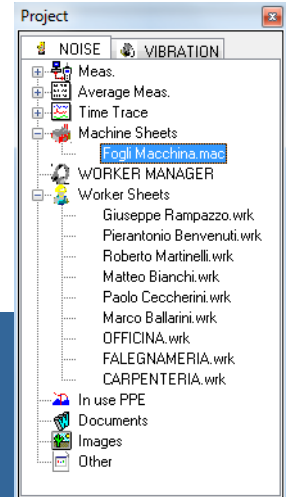 Project
NOISE VIBRATION
Meas.
Average Meas.
Time Trace
Machine Sheets
Fogli Macchina.mac
WORKER MANAGER
Worker Sheets
Giuseppe Rampazzo.wrk
Pierantonio Benvenuti.wrk
Roberto Martinelli.wrk
Matteo Bianchi.wrk
Paolo Ceccherini.wrk
Marco Ballarini.wrk
OFFICINA.wrk
FALEGNAMERIA.wrk
CARPENTERIA.wrk
In use PPE
Documents
Images
Other